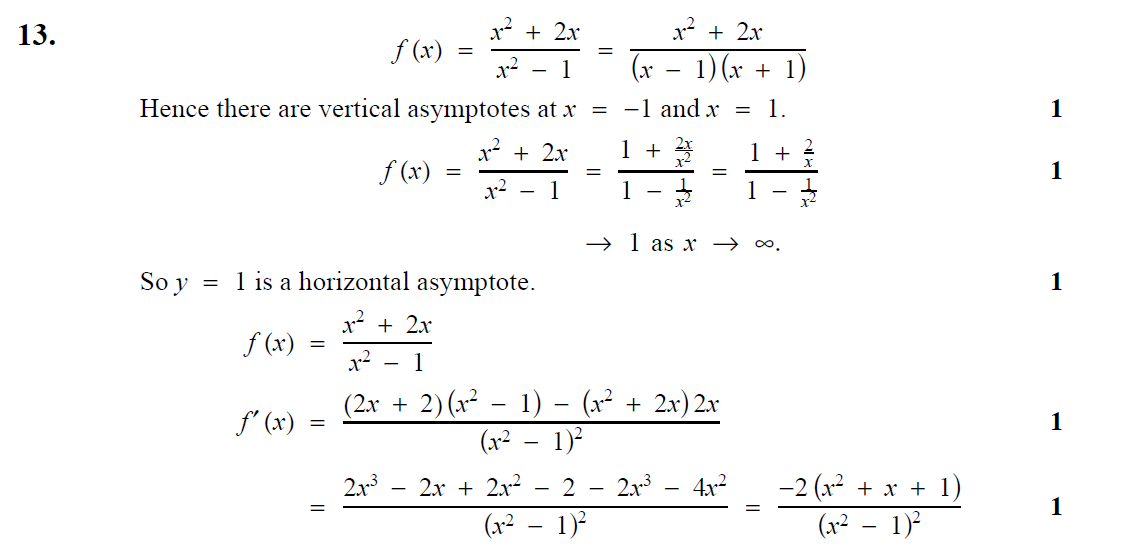 13.
f (x) = (x² + 2x)/(x² − 1) = (x² + 2x)/((x − 1)(x + 1))
Hence there are vertical asymptotes at x = −1 and x = 1. 1
f (x) = (x² + 2x)/(x² − 1) = (1 + 2x/x²)/(1 − 1/x²) = (1 + 2/x)/(1 − 1/x²) 1
→ 1 as x → ∞.
So y = 1 is a horizontal asymptote. 1
f (x) = (x² + 2x)/(x² − 1)
f′ (x) = ((2x + 2)(x² − 1) − (x² + 2x) 2x)/(x² − 1)² 1
= (2x³ − 2x + 2x² − 2 − 2x³ − 4x²)/(x² − 1)² = (−2 (x² + x + 1))/(x² − 1)² 1